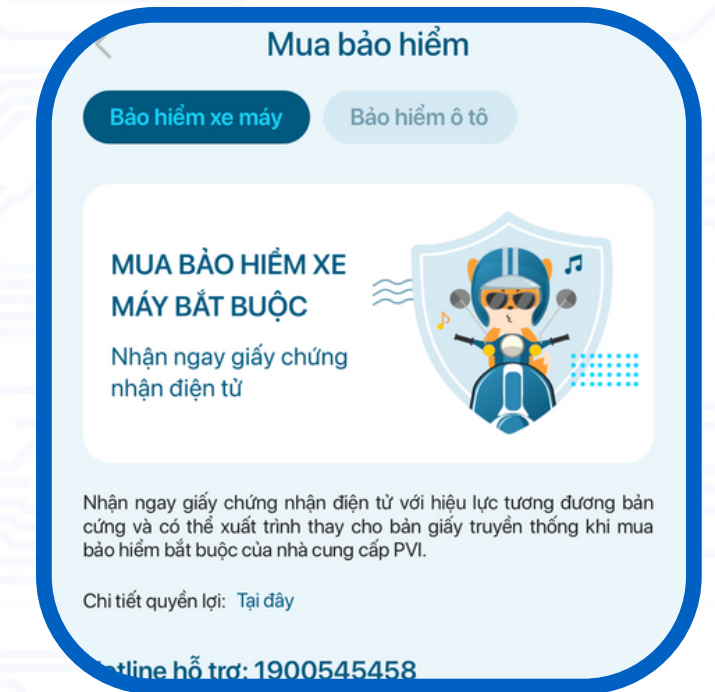 Mua bảo hiểm
Bảo hiểm xe máy
Bảo hiểm ô tô
MUA BẢO HIỂM XE
MÁY BẮT BUỘC
Nhận ngay giấy chứng
nhận điện tử
Nhận ngay giấy chứng nhận điện tử với hiệu lực tương đương bản
cứng và có thể xuất trình thay cho bản giấy truyền thống khi mua
bảo hiểm bắt buộc của nhà cung cấp PVI.
Chi tiết quyền lợi: Tại đây
Hotline hỗ trợ: 1900545458